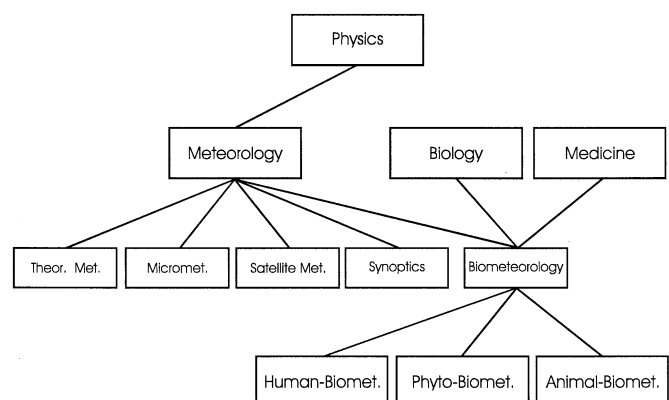 Physics
Meteorology
Biology
Medicine
Theor. Met.
Micromet.
Satellite Met.
Synoptics
Biometeorology
Human-Biomet.
Phyto-Biomet.
Animal-Biomet.